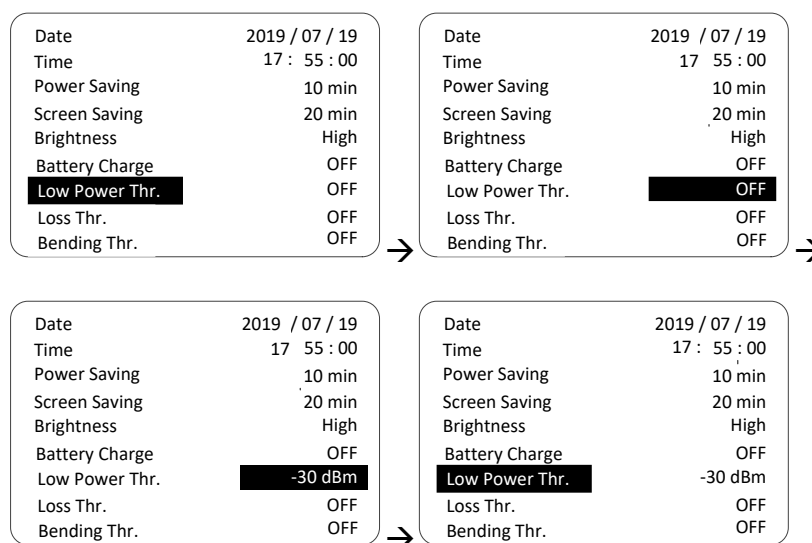 Date 2019 / 07 / 19
Time 17 : 55 : 00
Power Saving 10 min
Screen Saving 20 min
Brightness High
Battery Charge OFF
Low Power Thr. OFF
Loss Thr. OFF
Bending Thr. OFF
→
Date 2019 / 07 / 19
Time 17 55 : 00
Power Saving 10 min
Screen Saving 20 min
Brightness High
Battery Charge OFF
Low Power Thr. OFF
Loss Thr. OFF
Bending Thr. OFF
→
Date 2019 / 07 / 19
Time 17 55 : 00
Power Saving 10 min
Screen Saving 20 min
Brightness High
Battery Charge OFF
Low Power Thr. -30 dBm
Loss Thr. OFF
Bending Thr. OFF
→
Date 2019 / 07 / 19
Time 17 : 55 : 00
Power Saving 10 min
Screen Saving 20 min
Brightness High
Battery Charge OFF
Low Power Thr. -30 dBm
Loss Thr. OFF
Bending Thr. OFF